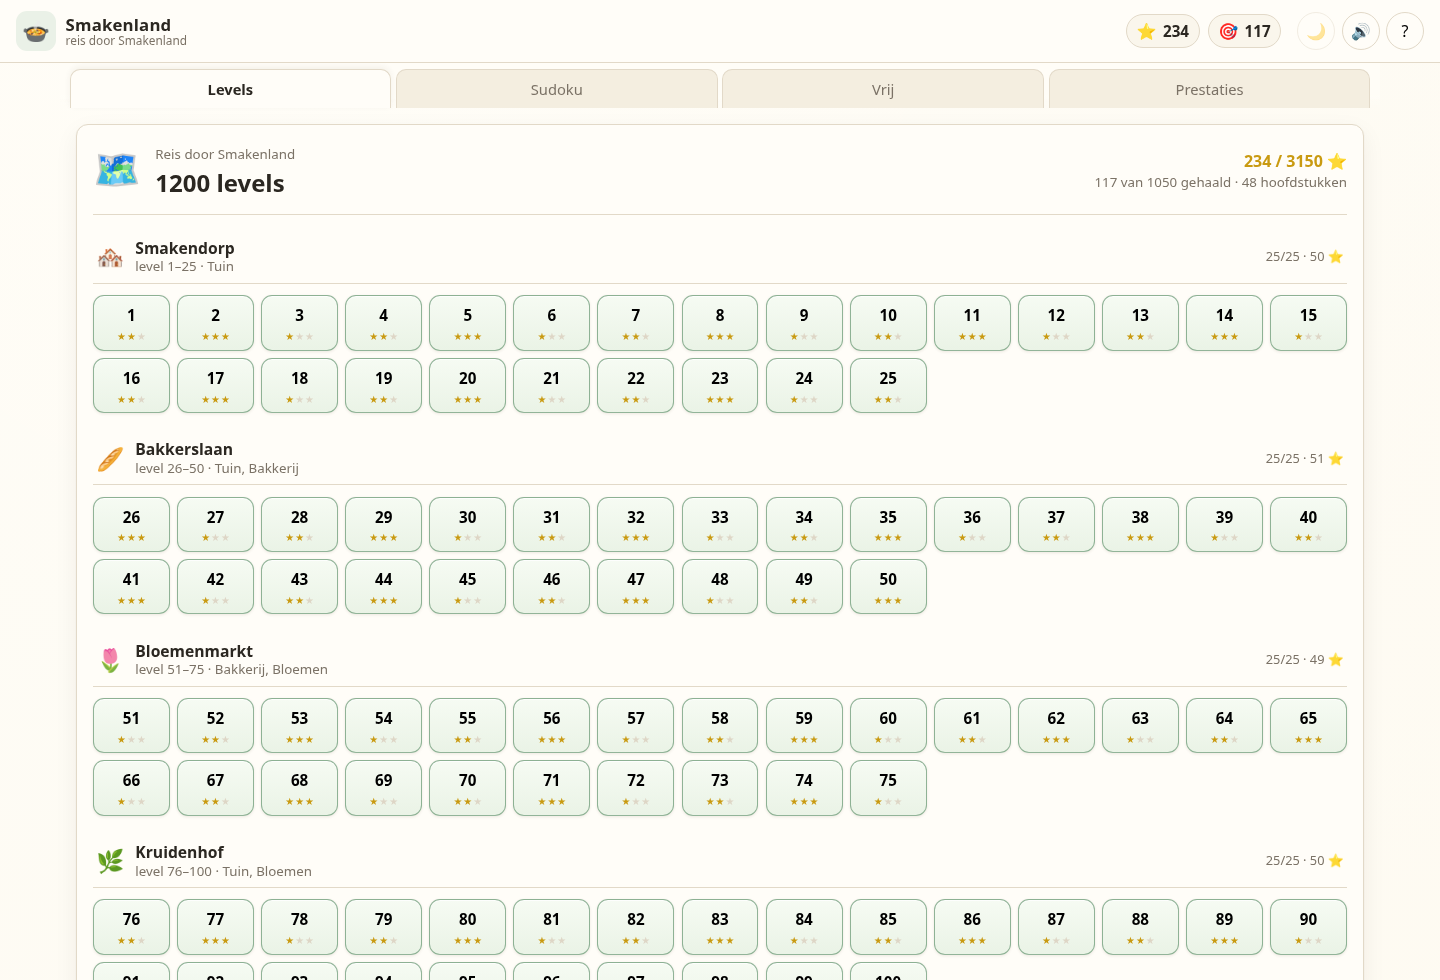 Smakenland
reis door Smakenland
234
117
?
Levels
Sudoku
Vrij
Prestaties
Reis door Smakenland
1200 levels
234 / 3150
117 van 1050 gehaald · 48 hoofdstukken
Smakendorp
level 1–25 · Tuin
25/25 · 50
1 2 3 4 5 6 7 8 9 10 11 12 13 14 15
16 17 18 19 20 21 22 23 24 25
Bakkerslaan
level 26–50 · Tuin, Bakkerij
25/25 · 51
26 27 28 29 30 31 32 33 34 35 36 37 38 39 40
41 42 43 44 45 46 47 48 49 50
Bloemenmarkt
level 51–75 · Bakkerij, Bloemen
25/25 · 49
51 52 53 54 55 56 57 58 59 60 61 62 63 64 65
66 67 68 69 70 71 72 73 74 75
Kruidenhof
level 76–100 · Tuin, Bloemen
25/25 · 50
76 77 78 79 80 81 82 83 84 85 86 87 88 89 90